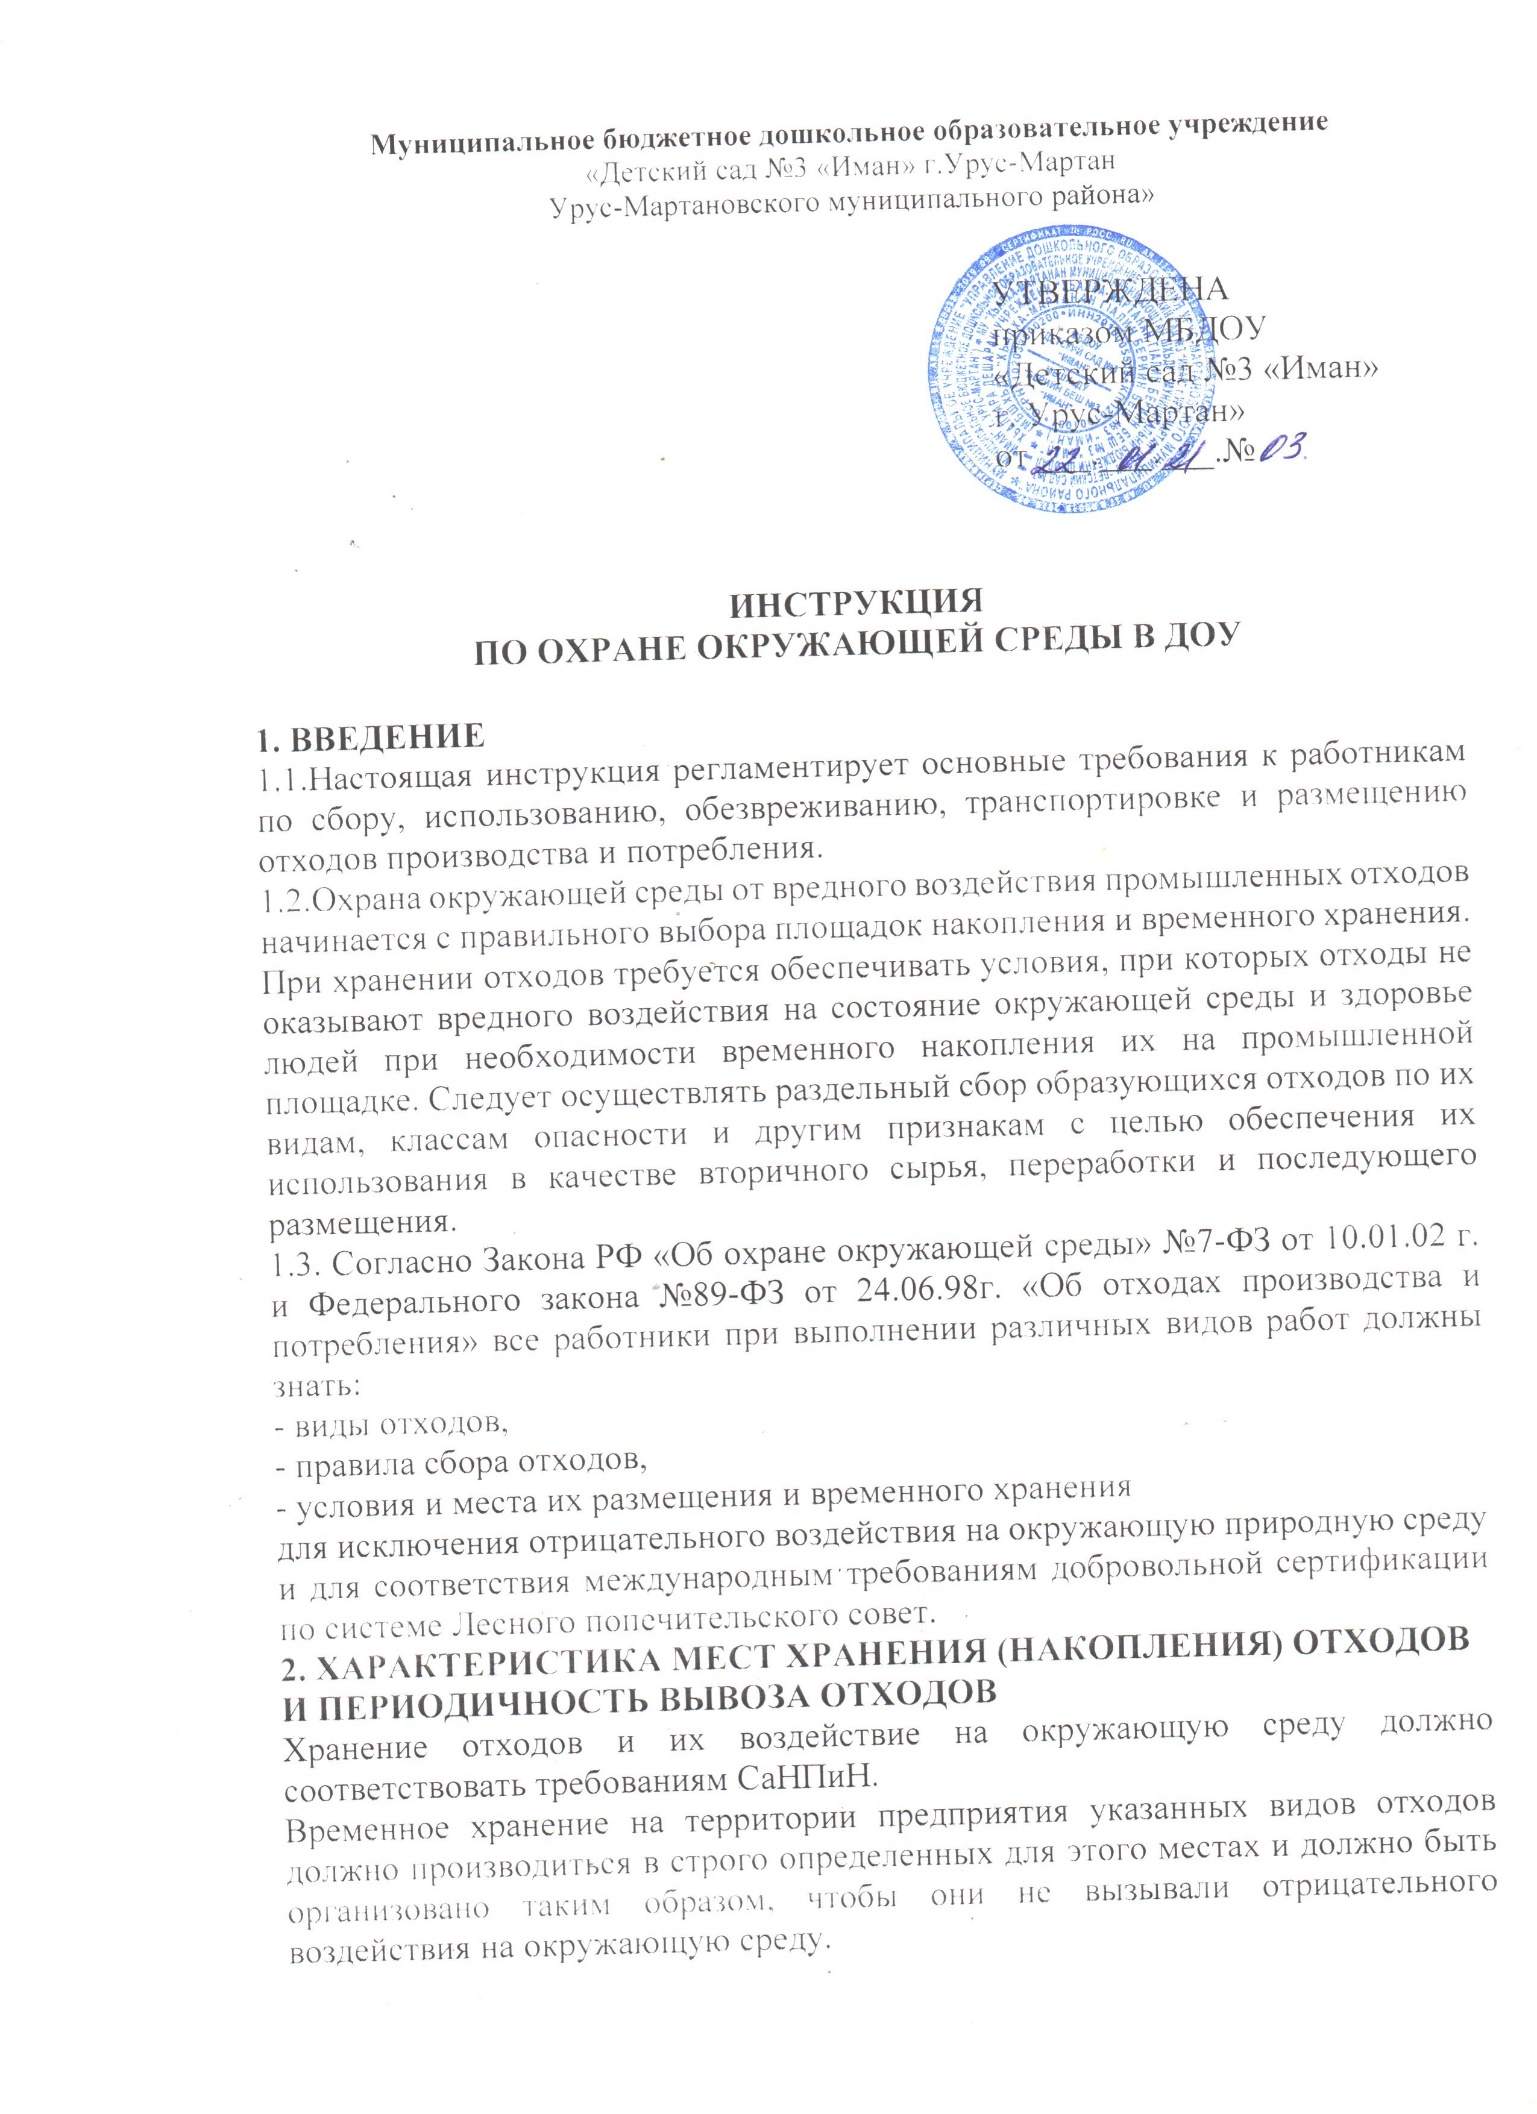 Муниципальное бюджетное дошкольное образовательное учреждение
«Детский сад №3 «Иман» г.Урус-Мартан
Урус-Мартановского муниципального района»
УТВЕРЖДЕНА
приказом МБДОУ
«Детский сад №3 «Иман»
г. Урус-Мартан»
от 22.01.21.№03.
ИНСТРУКЦИЯ
ПО ОХРАНЕ ОКРУЖАЮЩЕЙ СРЕДЫ В ДОУ
1. ВВЕДЕНИЕ
1.1.Настоящая инструкция регламентирует основные требования к работникам
по сбору, использованию, обезвреживанию, транспортировке и размещению
отходов производства и потребления.
1.2.Охрана окружающей среды от вредного воздействия промышленных отходов
начинается с правильного выбора площадок накопления и временного хранения.
При хранении отходов требуется обеспечивать условия, при которых отходы не
оказывают вредного воздействия на состояние окружающей среды и здоровье
людей при необходимости временного накопления их на промышленной
площадке. Следует осуществлять раздельный сбор образующихся отходов по их
видам, классам опасности и другим признакам с целью обеспечения их
использования в качестве вторичного сырья, переработки и последующего
размещения.
1.3. Согласно Закона РФ «Об охране окружающей среды» №7-ФЗ от 10.01.02 г.
и Федерального закона №89-ФЗ от 24.06.98г. «Об отходах производства и
потребления» все работники при выполнении различных видов работ должны
знать:
- виды отходов,
- правила сбора отходов,
- условия и места их размещения и временного хранения
для исключения отрицательного воздействия на окружающую природную среду
и для соответствия международным требованиям добровольной сертификации
по системе Лесного попечительского совет.
2. ХАРАКТЕРИСТИКА МЕСТ ХРАНЕНИЯ (НАКОПЛЕНИЯ) ОТХОДОВ
И ПЕРИОДИЧНОСТЬ ВЫВОЗА ОТХОДОВ
Хранение отходов и их воздействие на окружающую среду должно
соответствовать требованиям СаНПиН.
Временное хранение на территории предприятия указанных видов отходов
должно производиться в строго определенных для этого местах и должно быть
организовано таким образом, чтобы они не вызывали отрицательного
воздействия на окружающую среду.